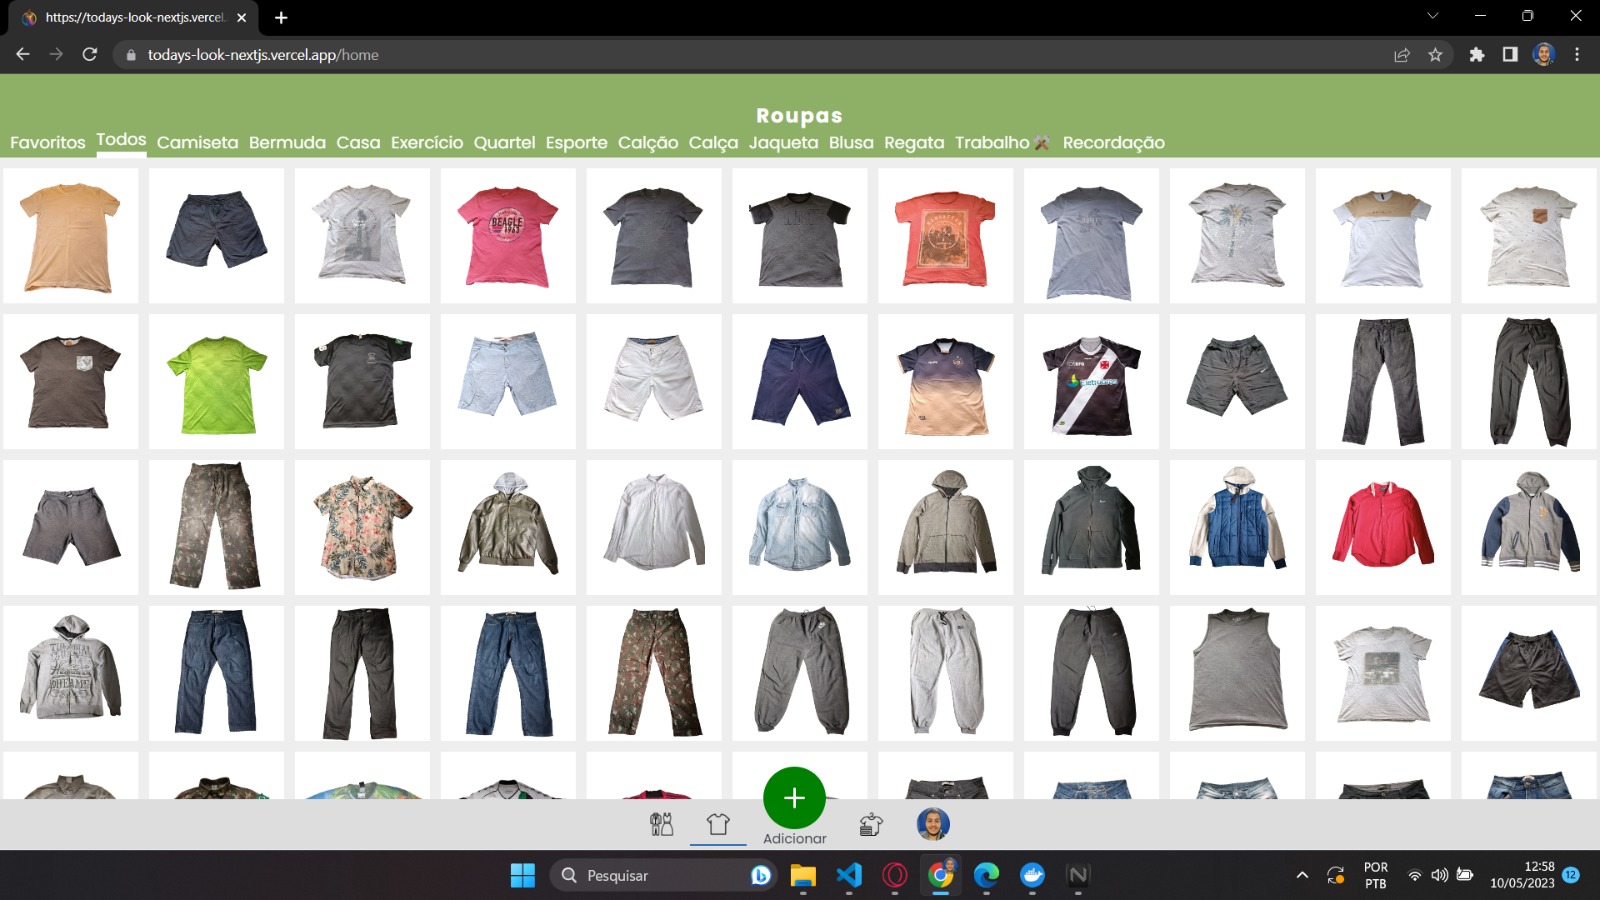 https://todays-look-nextjs.vercel.
todays-look-nextjs.vercel.app/home
Roupas
Favoritos Todos Camiseta Bermuda Casa Exercício Quartel Esporte Calção Calça Jaqueta Blusa Regata Trabalho Recordação
BEAGLE
1963
Eletrobras
Adicionar
Pesquisar
POR
PTB
12:58
10/05/2023
12